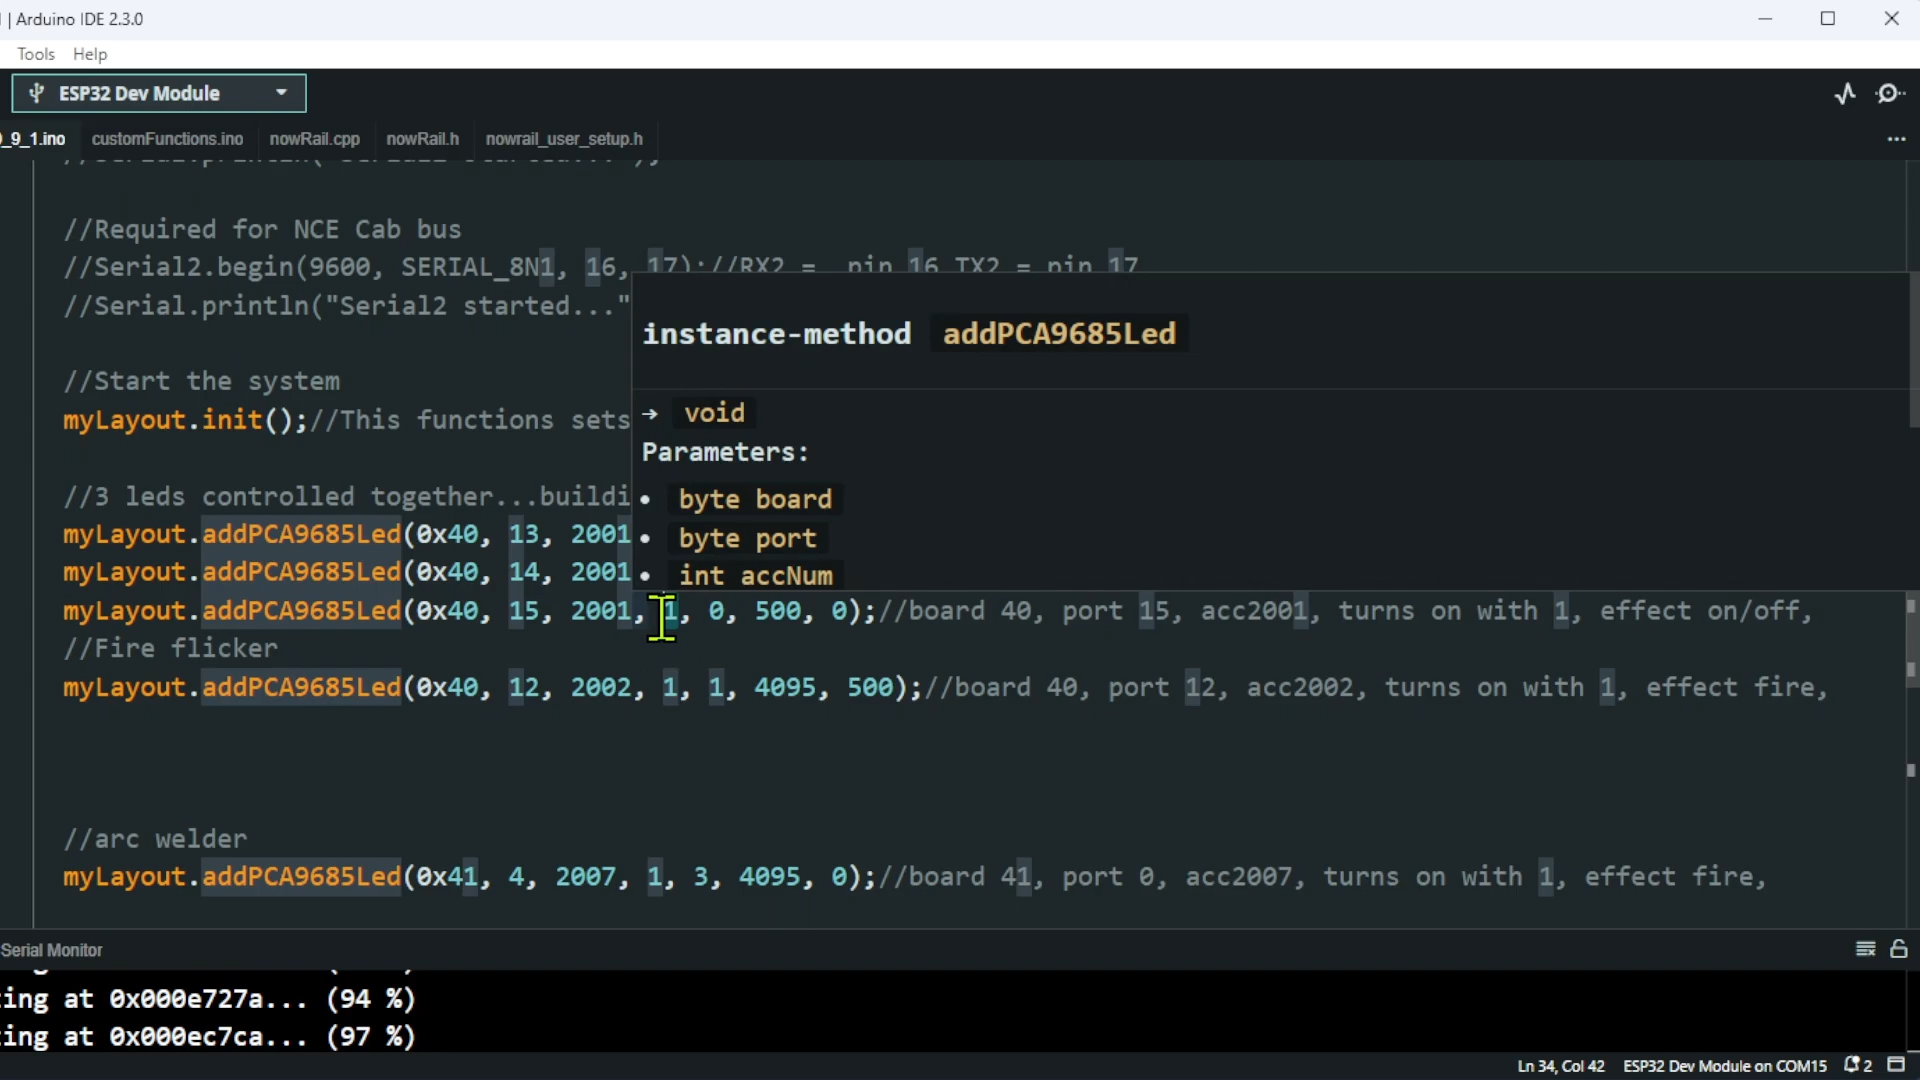 | Arduino IDE 2.3.0
Tools Help
ESP32 Dev Module
_9_1.ino customFunctions.ino nowRail.cpp nowRail.h nowrail_user_setup.h
//Required for NCE Cab bus
//Serial2.begin(9600, SERIAL_8N1, 16, 17);//RX2 = pin 16 TX2 = pin 17
//Serial.println("Serial2 started..."
instance-method addPCA9685Led
//Start the system
myLayout.init();//This functions sets
→ void
Parameters:
• byte board
• byte port
• int accNum
//3 leds controlled together...buildi
myLayout.addPCA9685Led(0x40, 13, 2001
myLayout.addPCA9685Led(0x40, 14, 2001
myLayout.addPCA9685Led(0x40, 15, 2001, 1, 0, 500, 0);//board 40, port 15, acc2001, turns on with 1, effect on/off,
//Fire flicker
myLayout.addPCA9685Led(0x40, 12, 2002, 1, 1, 4095, 500);//board 40, port 12, acc2002, turns on with 1, effect fire,
//arc welder
myLayout.addPCA9685Led(0x41, 4, 2007, 1, 3, 4095, 0);//board 41, port 0, acc2007, turns on with 1, effect fire,
Serial Monitor
ing at 0x000e727a... (94 %)
ing at 0x000ec7ca... (97 %)
Ln 34, Col 42 ESP32 Dev Module on COM15 2